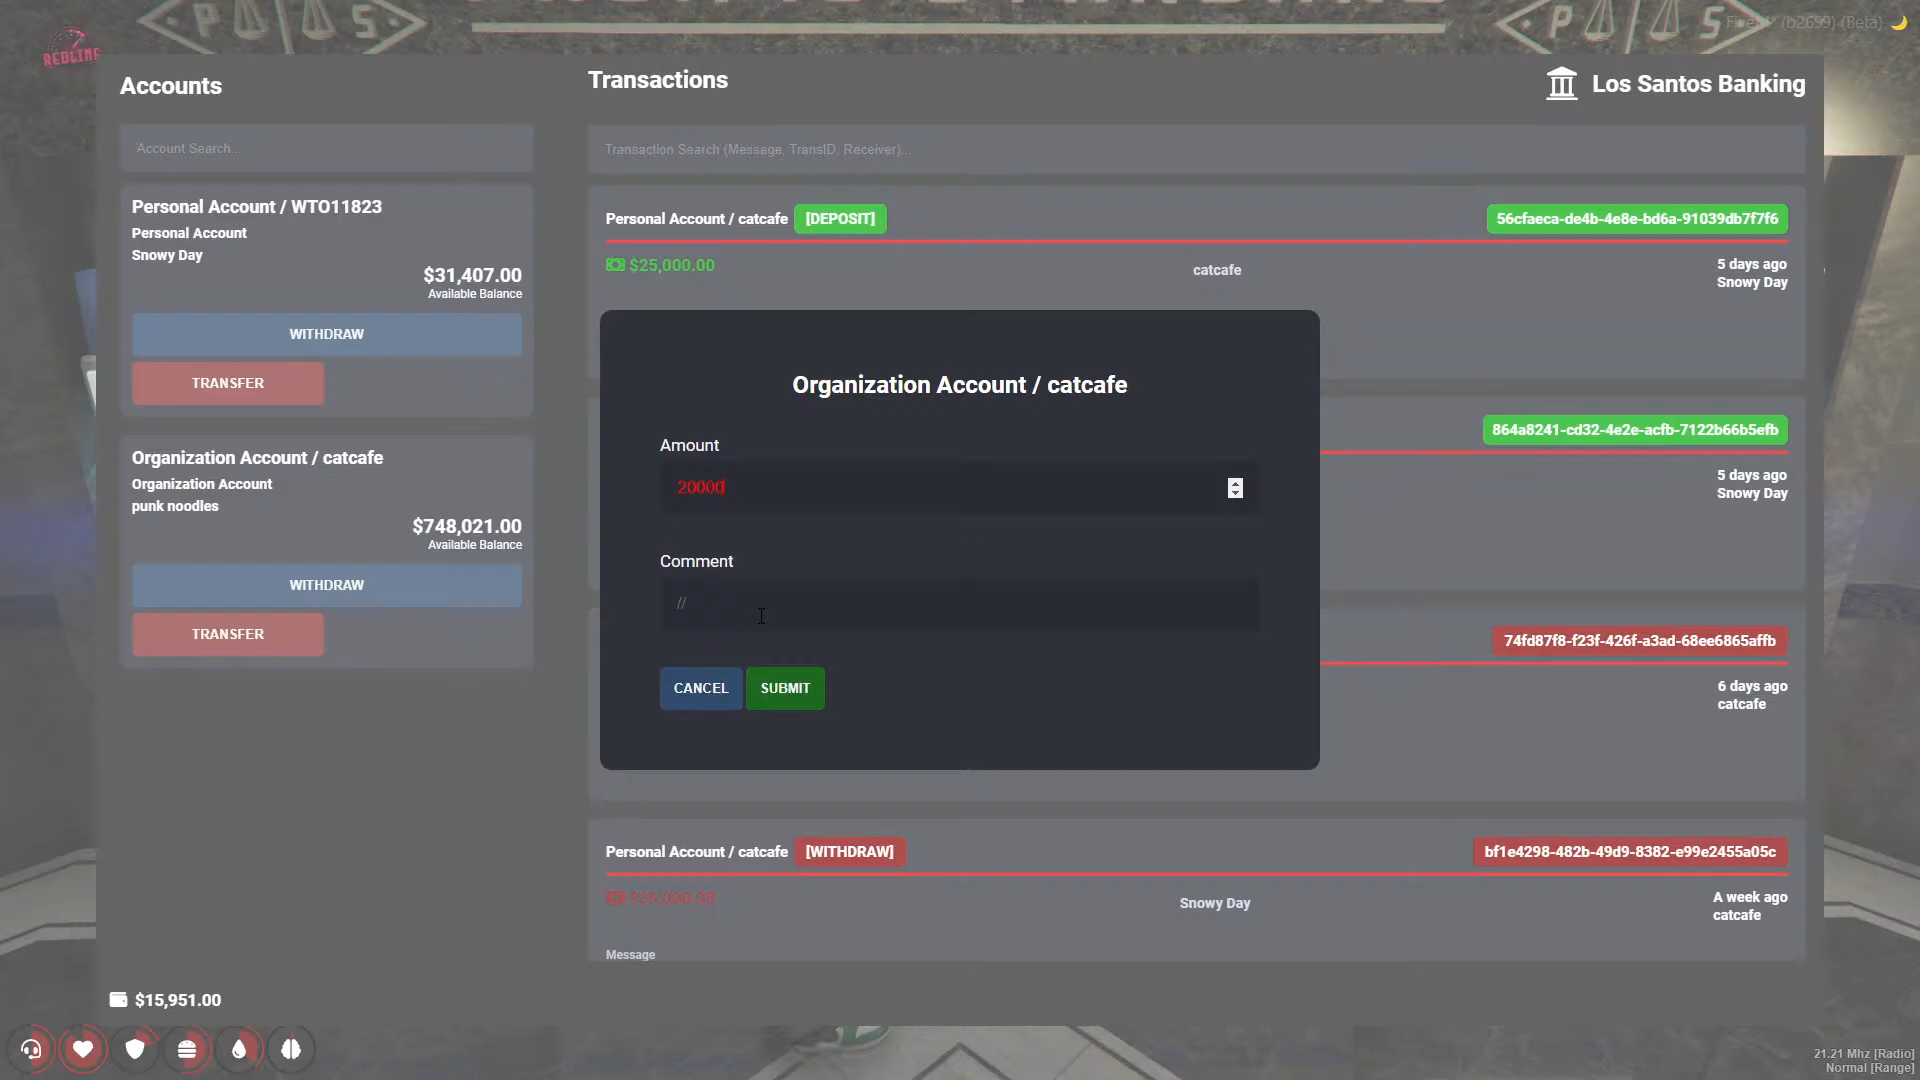 P S
P S
FiveM* (b2699) (Beta)
REDLINE
Accounts
Transactions
Los Santos Banking
Account Search...
Transaction Search (Message, TransID, Receiver)...
Personal Account / WTO11823
Personal Account
Snowy Day
$31,407.00
Available Balance
WITHDRAW
TRANSFER
Organization Account / catcafe
Organization Account
punk noodles
$748,021.00
Available Balance
WITHDRAW
TRANSFER
Personal Account / catcafe [DEPOSIT] 56cfaeca-de4b-4e8e-bd6a-91039db7f7f6
$25,000.00 catcafe 5 days ago
Snowy Day
864a8241-cd32-4e2e-acfb-7122b66b5efb
5 days ago
Snowy Day
74fd87f8-f23f-426f-a3ad-68ee6865affb
6 days ago
catcafe
Organization Account / catcafe
Amount
20000
Comment
//
CANCEL SUBMIT
Personal Account / catcafe [WITHDRAW] bf1e4298-482b-49d9-8382-e99e2455a05c
Snowy Day A week ago
catcafe
Message
$15,951.00
21.21 Mhz [Radio]
Normal [Range]